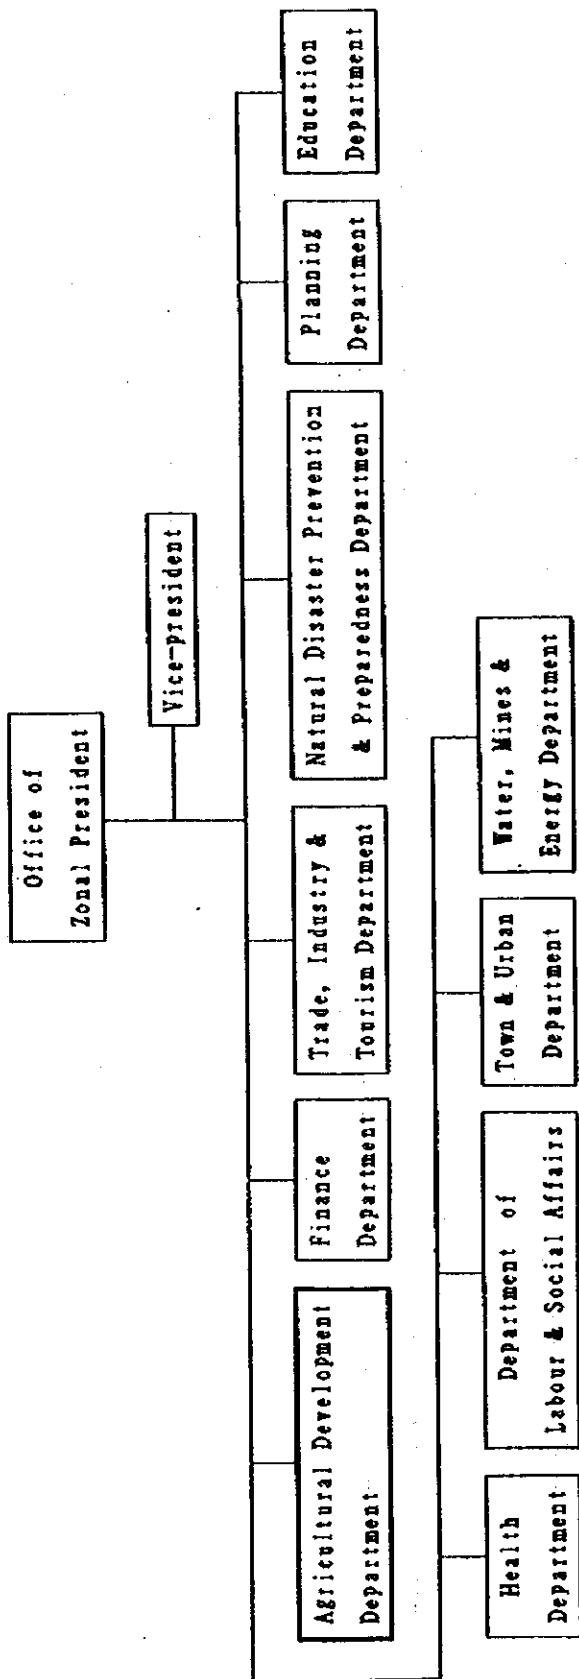 Office of
Zonal President
Vice-president
Agricultural Development
Department
Finance
Department
Trade, Industry &
Tourism Department
Natural Disaster Prevention
& Preparedness Department
Planning
Department
Education
Department
Health
Department
Department of
Labour & Social Affairs
Town & Urban
Department
Water, Mines &
Energy Department